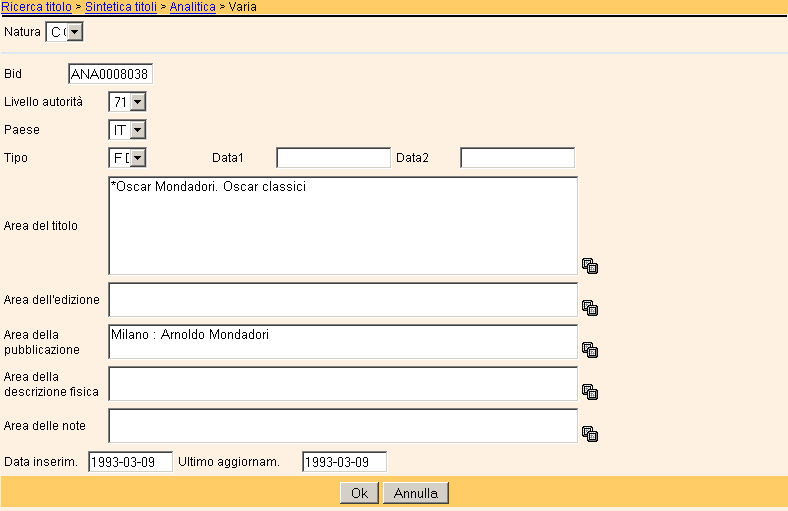 Ricerca titolo > Sintetica titoli > Analitica > Varia
Natura C
Bid ANA0008038
Livello autorità 71
Paese IT
Tipo F Data1 Data2
Area del titolo *Oscar Mondadori. Oscar classici
Area dell'edizione
Area della pubblicazione Milano : Arnoldo Mondadori
Area della descrizione fisica
Area delle note
Data inserim. 1993-03-09 Ultimo aggiornam. 1993-03-09
Ok Annulla